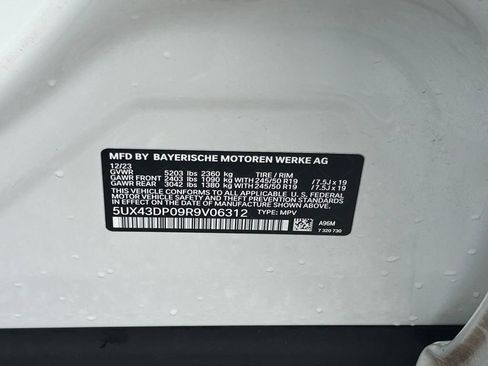 MFD BY BAYERISCHE MOTOREN WERKE AG
12/23
GVWR 5203 lbs 2360 kg TIRE / RIM
GAWR FRONT 2403 lbs 1090 kg WITH 245/50 R19 /7.5J x 19
GAWR REAR 3042 lbs 1380 kg WITH 245/50 R19 /7.5J x 19
THIS VEHICLE CONFORMS TO ALL APPLICABLE U. S. FEDERAL
MOTOR VEHICLE SAFETY AND THEFT PREVENTION STANDARDS
IN EFFECT ON THE DATE OF MANUFACTURE SHOWN ABOVE.
5UX43DP09R9V06312 TYPE: MPV
A96M
7 320 730